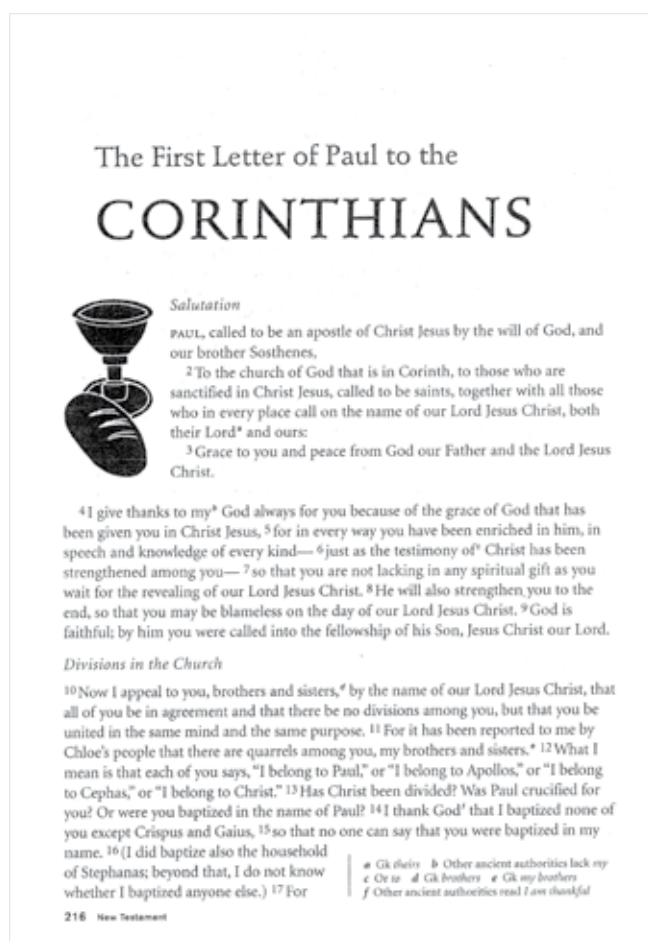 The First Letter of Paul to the
CORINTHIANS
Salutation
PAUL, called to be an apostle of Christ Jesus by the will of God, and
our brother Sosthenes,
2 To the church of God that is in Corinth, to those who are
sanctified in Christ Jesus, called to be saints, together with all those
who in every place call on the name of our Lord Jesus Christ, both
their Lord a and ours:
3 Grace to you and peace from God our Father and the Lord Jesus
Christ.
4 I give thanks to my b God always for you because of the grace of God that has
been given you in Christ Jesus, 5 for in every way you have been enriched in him, in
speech and knowledge of every kind— 6 just as the testimony of c Christ has been
strengthened among you— 7 so that you are not lacking in any spiritual gift as you
wait for the revealing of our Lord Jesus Christ. 8 He will also strengthen you to the
end, so that you may be blameless on the day of our Lord Jesus Christ. 9 God is
faithful; by him you were called into the fellowship of his Son, Jesus Christ our Lord.
Divisions in the Church
10 Now I appeal to you, brothers and sisters, d by the name of our Lord Jesus Christ, that
all of you be in agreement and that there be no divisions among you, but that you be
united in the same mind and the same purpose. 11 For it has been reported to me by
Chloe's people that there are quarrels among you, my brothers and sisters. e 12 What I
mean is that each of you says, "I belong to Paul," or "I belong to Apollos," or "I belong
to Cephas," or "I belong to Christ." 13 Has Christ been divided? Was Paul crucified for
you? Or were you baptized in the name of Paul? 14 I thank God f that I baptized none of
you except Crispus and Gaius, 15 so that no one can say that you were baptized in my
name. 16 (I did baptize also the household
of Stephanas; beyond that, I do not know
whether I baptized anyone else.) 17 For
a Gk theirs b Other ancient authorities lack my
c Or to d Gk brothers e Gk my brothers
f Other ancient authorities read I am thankful
216 New Testament